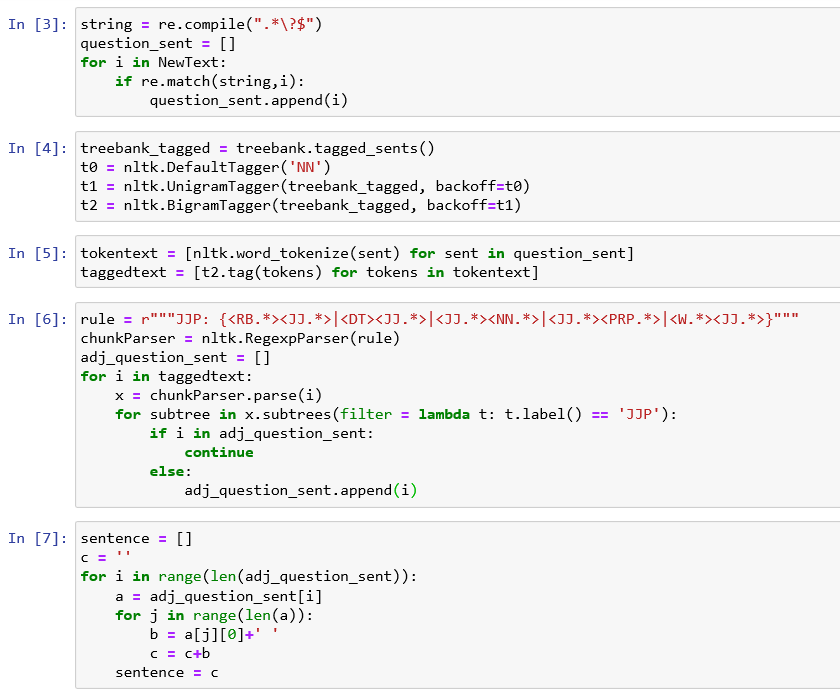 In [3]: string = re.compile(".*\?$")
question_sent = []
for i in NewText:
    if re.match(string,i):
        question_sent.append(i)
In [4]: treebank_tagged = treebank.tagged_sents()
t0 = nltk.DefaultTagger('NN')
t1 = nltk.UnigramTagger(treebank_tagged, backoff=t0)
t2 = nltk.BigramTagger(treebank_tagged, backoff=t1)
In [5]: tokentext = [nltk.word_tokenize(sent) for sent in question_sent]
taggedtext = [t2.tag(tokens) for tokens in tokentext]
In [6]: rule = r"""JJP: {<RB.*><JJ.*>|<DT><JJ.*>|<JJ.*><NN.*>|<JJ.*><PRP.*>|<W.*><JJ.*>}"""
chunkParser = nltk.RegexpParser(rule)
adj_question_sent = []
for i in taggedtext:
    x = chunkParser.parse(i)
    for subtree in x.subtrees(filter = lambda t: t.label() == 'JJP'):
        if i in adj_question_sent:
            continue
        else:
            adj_question_sent.append(i)
In [7]: sentence = []
c = ''
for i in range(len(adj_question_sent)):
    a = adj_question_sent[i]
    for j in range(len(a)):
        b = a[j][0]+' '
        c = c+b
    sentence = c